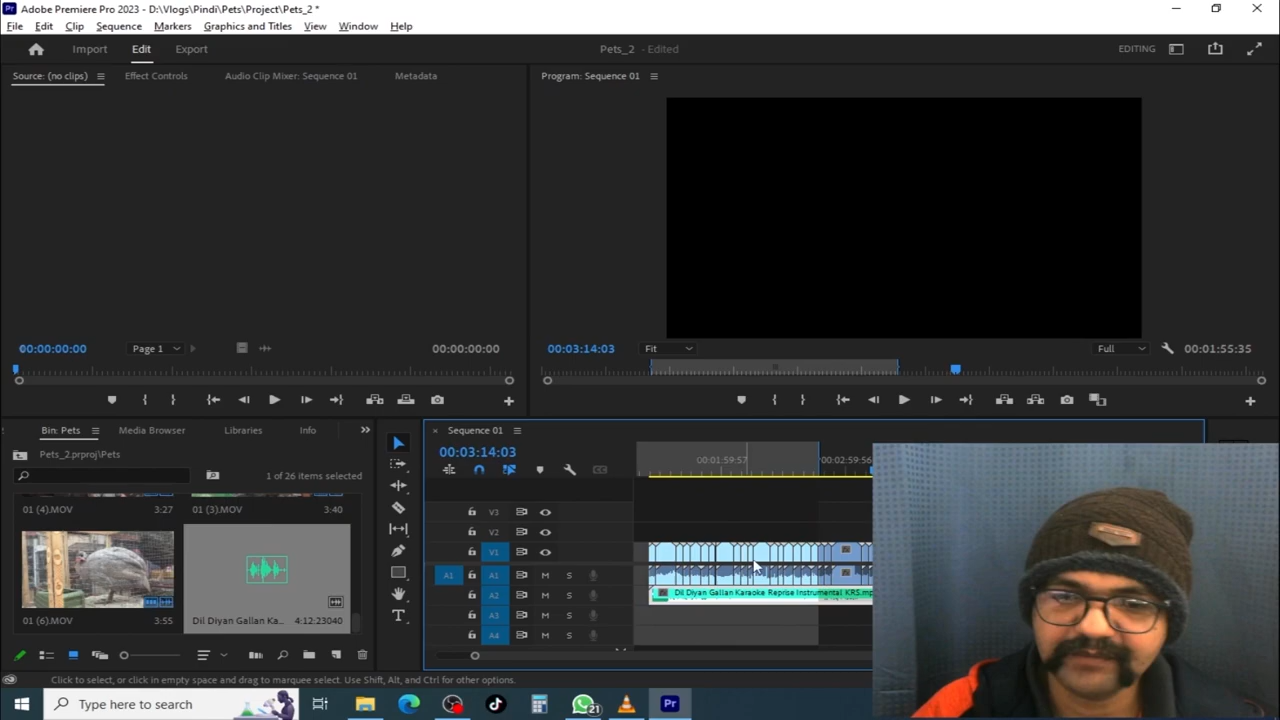 Pr Adobe Premiere Pro 2023 - D:\Vlogs\Pindi\Pets\Project\Pets_2 *
File Edit Clip Sequence Markers Graphics and Titles View Window Help
Import Edit Export Pets_2 - Edited EDITING
Source: (no clips) Effect Controls Audio Clip Mixer: Sequence 01 Metadata Program: Sequence 01
00:00:00:00 Page 1 00:00:00:00 00:03:14:03 Fit Full 00:01:55:35
Bin: Pets Media Browser Libraries Info
Pets_2.prproj\Pets
1 of 26 items selected
01 (4).MOV 3:27 01 (3).MOV 3:40
01 (6).MOV 3:55 Dil Diyan Gallan Ka... 4:12:23040
Sequence 01
00:03:14:03 00:01:59:57 00:02:59:56
V3
V2
V1
A1 A1 M S
A2 M S
A3 M S
A4 M S
fx Dil Diyan Gallan Karaoke Reprise Instrumental KRS.mp
Click to select, or click in empty space and drag to marquee select. Use Shift, Alt, and Ctrl for other options.
Type here to search 21 Pr